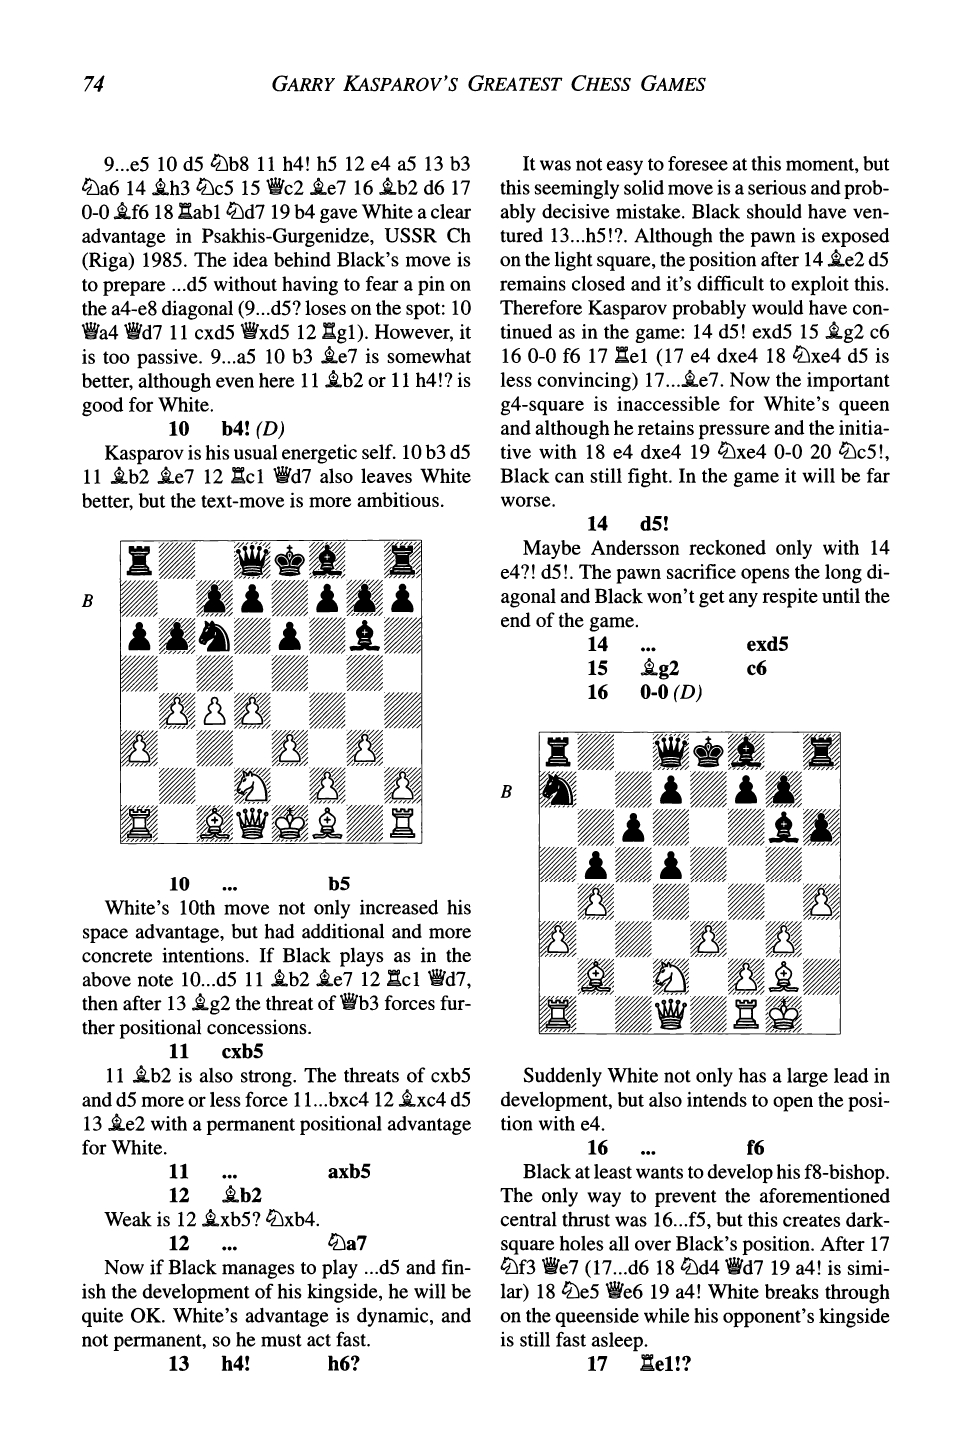 74
GARRY KASPAROV'S GREATEST CHESS GAMES
9...e5 10 d5 ♘b8 11 h4! h5 12 e4 a5 13 b3
♘a6 14 ♗h3 ♘c5 15 ♕c2 ♗e7 16 ♗b2 d6 17
0-0 ♗f6 18 ♖ab1 ♘d7 19 b4 gave White a clear
advantage in Psakhis-Gurgenidze, USSR Ch
(Riga) 1985. The idea behind Black's move is
to prepare ...d5 without having to fear a pin on
the a4-e8 diagonal (9...d5? loses on the spot: 10
♕a4 ♕d7 11 cxd5 ♕xd5 12 ♖g1). However, it
is too passive. 9...a5 10 b3 ♗e7 is somewhat
better, although even here 11 ♗b2 or 11 h4!? is
good for White.
10 b4! (D)
Kasparov is his usual energetic self. 10 b3 d5
11 ♗b2 ♗e7 12 ♖c1 ♕d7 also leaves White
better, but the text-move is more ambitious.
B
10 ... b5
White's 10th move not only increased his
space advantage, but had additional and more
concrete intentions. If Black plays as in the
above note 10...d5 11 ♗b2 ♗e7 12 ♖c1 ♕d7,
then after 13 ♗g2 the threat of ♕b3 forces fur-
ther positional concessions.
11 cxb5
11 ♗b2 is also strong. The threats of cxb5
and d5 more or less force 11...bxc4 12 ♗xc4 d5
13 ♗e2 with a permanent positional advantage
for White.
11 ... axb5
12 ♗b2
Weak is 12 ♗xb5? ♘xb4.
12 ... ♘a7
Now if Black manages to play ...d5 and fin-
ish the development of his kingside, he will be
quite OK. White's advantage is dynamic, and
not permanent, so he must act fast.
13 h4! h6?
It was not easy to foresee at this moment, but
this seemingly solid move is a serious and prob-
ably decisive mistake. Black should have ven-
tured 13...h5!?. Although the pawn is exposed
on the light square, the position after 14 ♗e2 d5
remains closed and it's difficult to exploit this.
Therefore Kasparov probably would have con-
tinued as in the game: 14 d5! exd5 15 ♗g2 c6
16 0-0 f6 17 ♖e1 (17 e4 dxe4 18 ♘xe4 d5 is
less convincing) 17...♗e7. Now the important
g4-square is inaccessible for White's queen
and although he retains pressure and the initia-
tive with 18 e4 dxe4 19 ♘xe4 0-0 20 ♘c5!,
Black can still fight. In the game it will be far
worse.
14 d5!
Maybe Andersson reckoned only with 14
e4?! d5!. The pawn sacrifice opens the long di-
agonal and Black won't get any respite until the
end of the game.
14 ... exd5
15 ♗g2 c6
16 0-0 (D)
B
Suddenly White not only has a large lead in
development, but also intends to open the posi-
tion with e4.
16 ... f6
Black at least wants to develop his f8-bishop.
The only way to prevent the aforementioned
central thrust was 16...f5, but this creates dark-
square holes all over Black's position. After 17
♘f3 ♕e7 (17...d6 18 ♘d4 ♕d7 19 a4! is simi-
lar) 18 ♘e5 ♕e6 19 a4! White breaks through
on the queenside while his opponent's kingside
is still fast asleep.
17 ♖e1!?